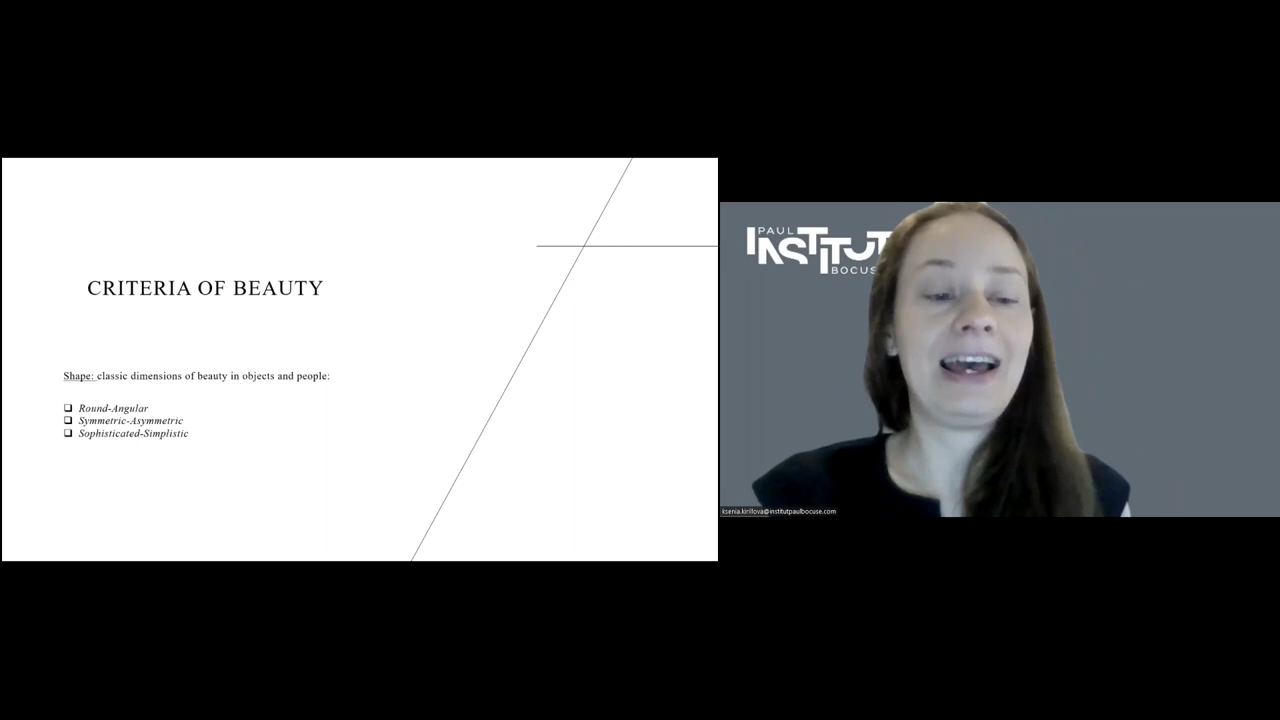 CRITERIA OF BEAUTY
Shape: classic dimensions of beauty in objects and people:
❑ Round-Angular
❑ Symmetric-Asymmetric
❑ Sophisticated-Simplistic
PAUL
INSTITUT
BOCUS
ksenia.kirillova@institutpaulbocuse.com